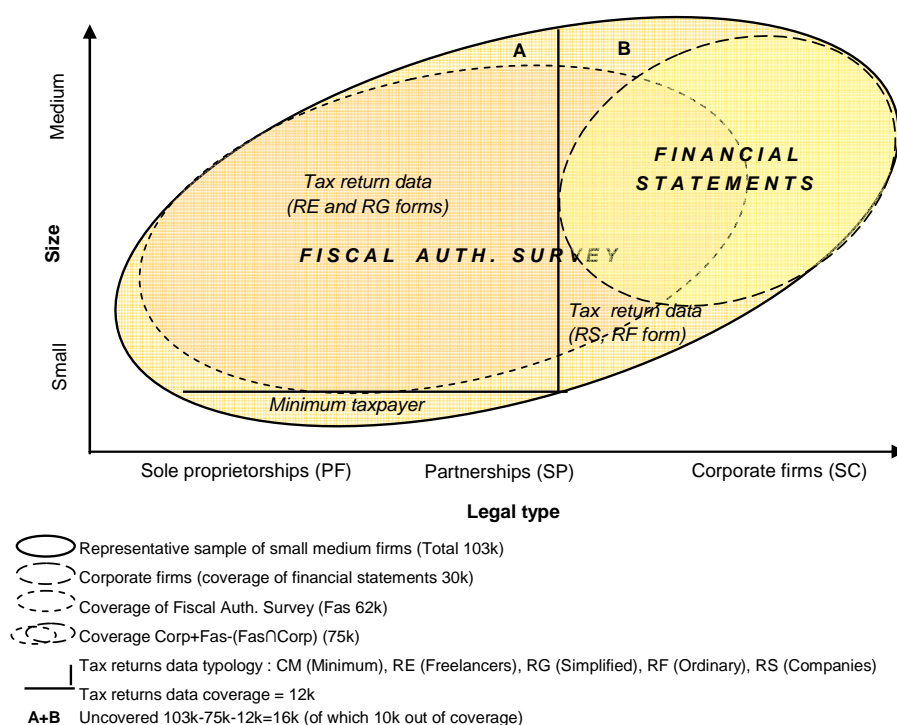 A B
Medium
FINANCIAL
STATEMENTS
Tax return data
(RE and RG forms)
Size
FISCAL AUTH. SURVEY
Tax return data
(RS, RF form)
Small
Minimum taxpayer
Sole proprietorships (PF) Partnerships (SP) Corporate firms (SC)
Legal type
Representative sample of small medium firms (Total 103k)
Corporate firms (coverage of financial statements 30k)
Coverage of Fiscal Auth. Survey (Fas 62k)
Coverage Corp+Fas-(Fas∩Corp) (75k)
Tax returns data typology : CM (Minimum), RE (Freelancers), RG (Simplified), RF (Ordinary), RS (Companies)
Tax returns data coverage = 12k
A+B Uncovered 103k-75k-12k=16k (of which 10k out of coverage)